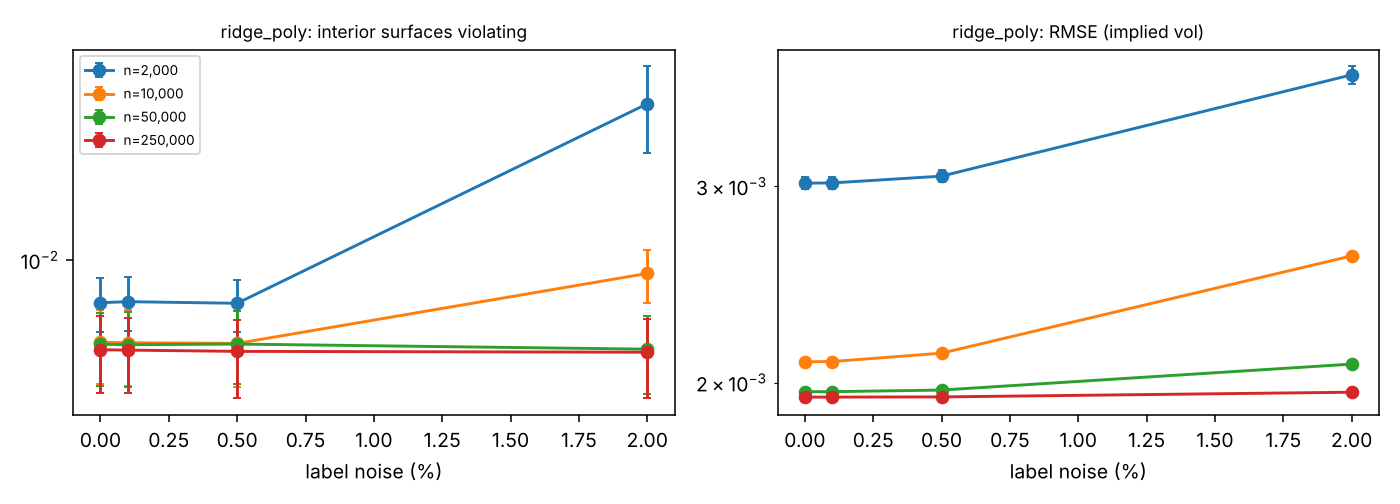 ridge_poly: interior surfaces violating
n=2,000
n=10,000
n=50,000
n=250,000
10⁻²
0.00 0.25 0.50 0.75 1.00 1.25 1.50 1.75 2.00
label noise (%)
ridge_poly: RMSE (implied vol)
3 × 10⁻³
2 × 10⁻³
0.00 0.25 0.50 0.75 1.00 1.25 1.50 1.75 2.00
label noise (%)